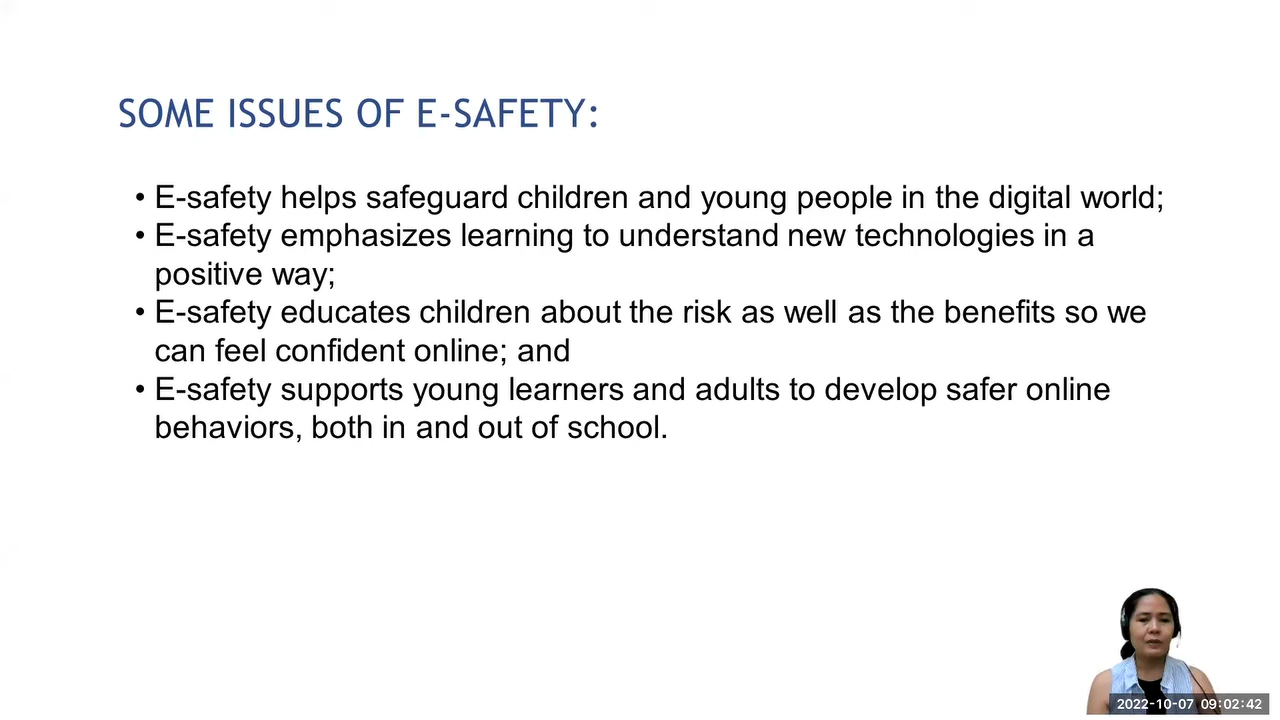 SOME ISSUES OF E-SAFETY:
• E-safety helps safeguard children and young people in the digital world;
• E-safety emphasizes learning to understand new technologies in a
positive way;
• E-safety educates children about the risk as well as the benefits so we
can feel confident online; and
• E-safety supports young learners and adults to develop safer online
behaviors, both in and out of school.
2022-10-07 09:02:42